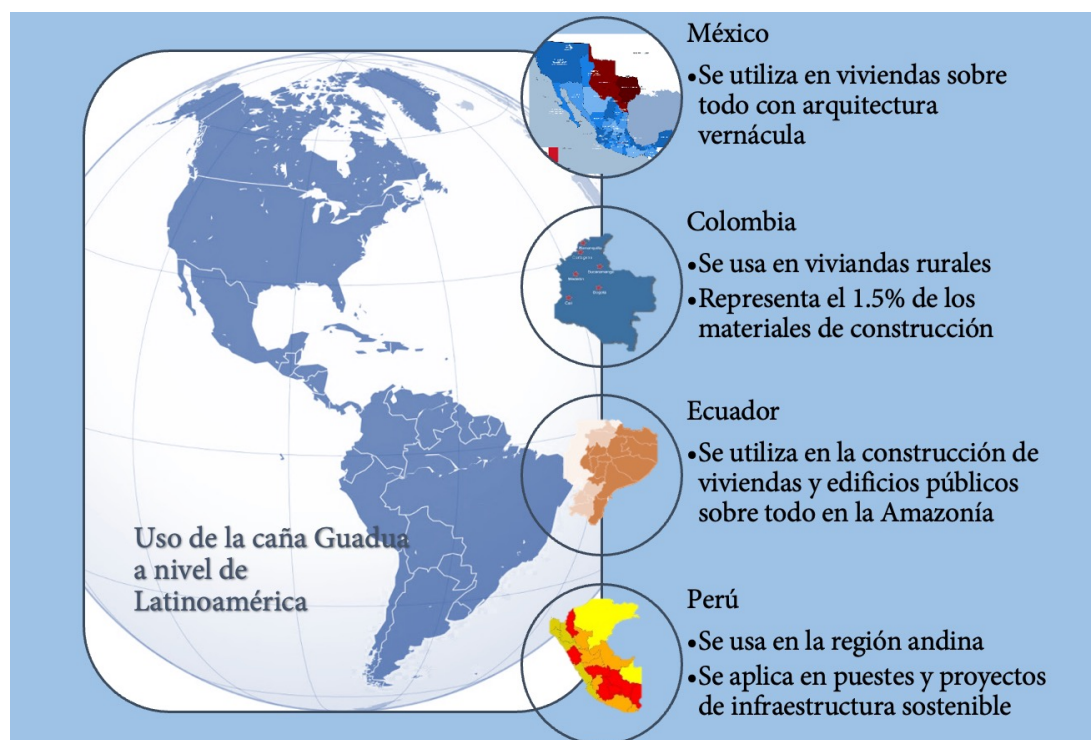 México
•Se utiliza en viviendas sobre
todo con arquitectura
vernácula
Colombia
•Se usa en viviandas rurales
•Representa el 1.5% de los
materiales de construcción
Ecuador
•Se utiliza en la construcción de
viviendas y edificios públicos
sobre todo en la Amazonía
Perú
•Se usa en la región andina
•Se aplica en puestes y proyectos
de infraestructura sostenible
Uso de la caña Guadua
a nivel de
Latinoamérica